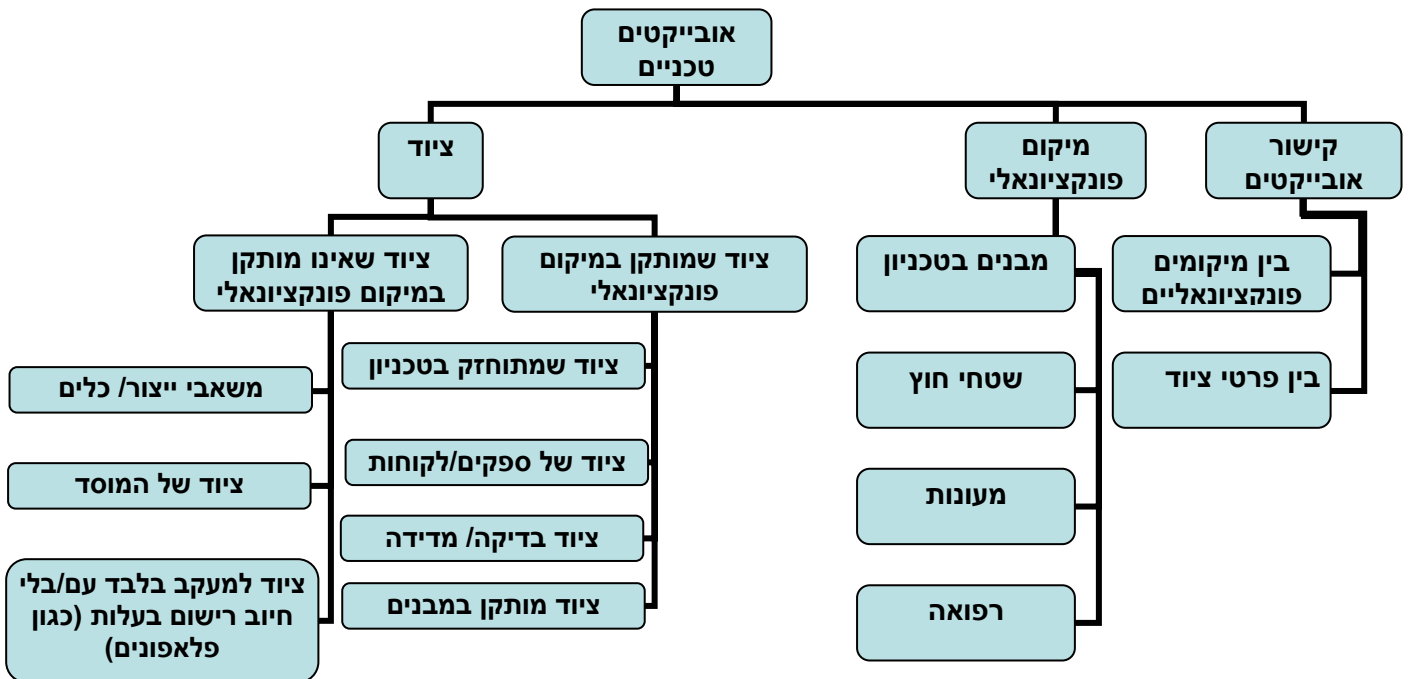 אובייקטים
טכניים
קישור
אובייקטים
מיקום
פונקציונאלי
ציוד
בין מיקומים
פונקציונאליים
בין פרטי ציוד
מבנים בטכניון
שטחי חוץ
מעונות
רפואה
ציוד שמותקן במיקום
פונקציונאלי
ציוד שמתוחזק בטכניון
ציוד של ספקים/לקוחות
ציוד בדיקה/ מדידה
ציוד מותקן במבנים
ציוד שאינו מותקן
במיקום פונקציונאלי
משאבי ייצור/ כלים
ציוד של המוסד
ציוד למעקב בלבד עם/בלי
חיוב רישום בעלות (כגון
פלאפונים)